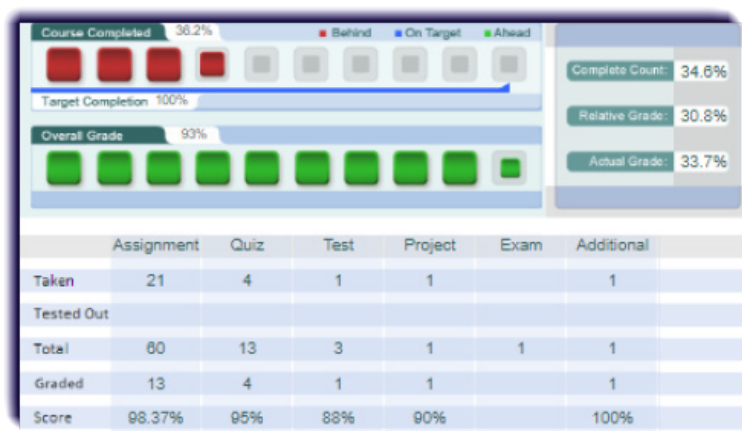 Course Completed 36.2% Behind On Target Ahead
Target Completion 100%
Overall Grade 93%
Complete Count: 34.6%
Relative Grade: 30.8%
Actual Grade: 33.7%
Assignment Quiz Test Project Exam Additional
Taken 21 4 1 1 1
Tested Out
Total 60 13 3 1 1 1
Graded 13 4 1 1 1
Score 98.37% 95% 88% 90% 100%